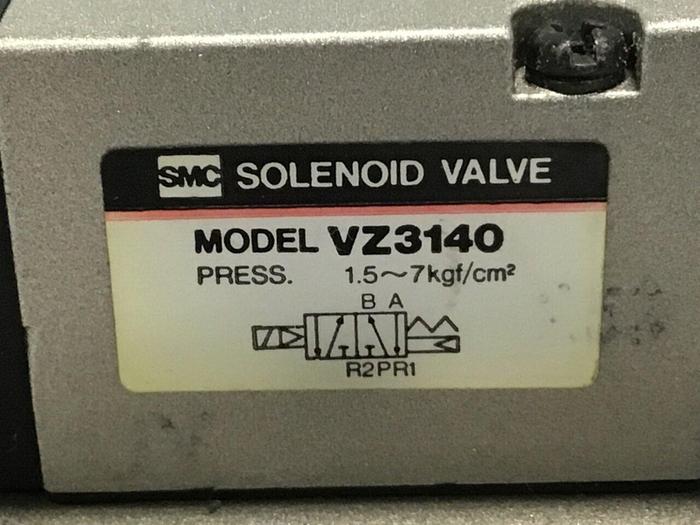 SMC SOLENOID VALVE
MODEL VZ3140
PRESS. 1.5~7kgf/cm²
B A
R2PR1